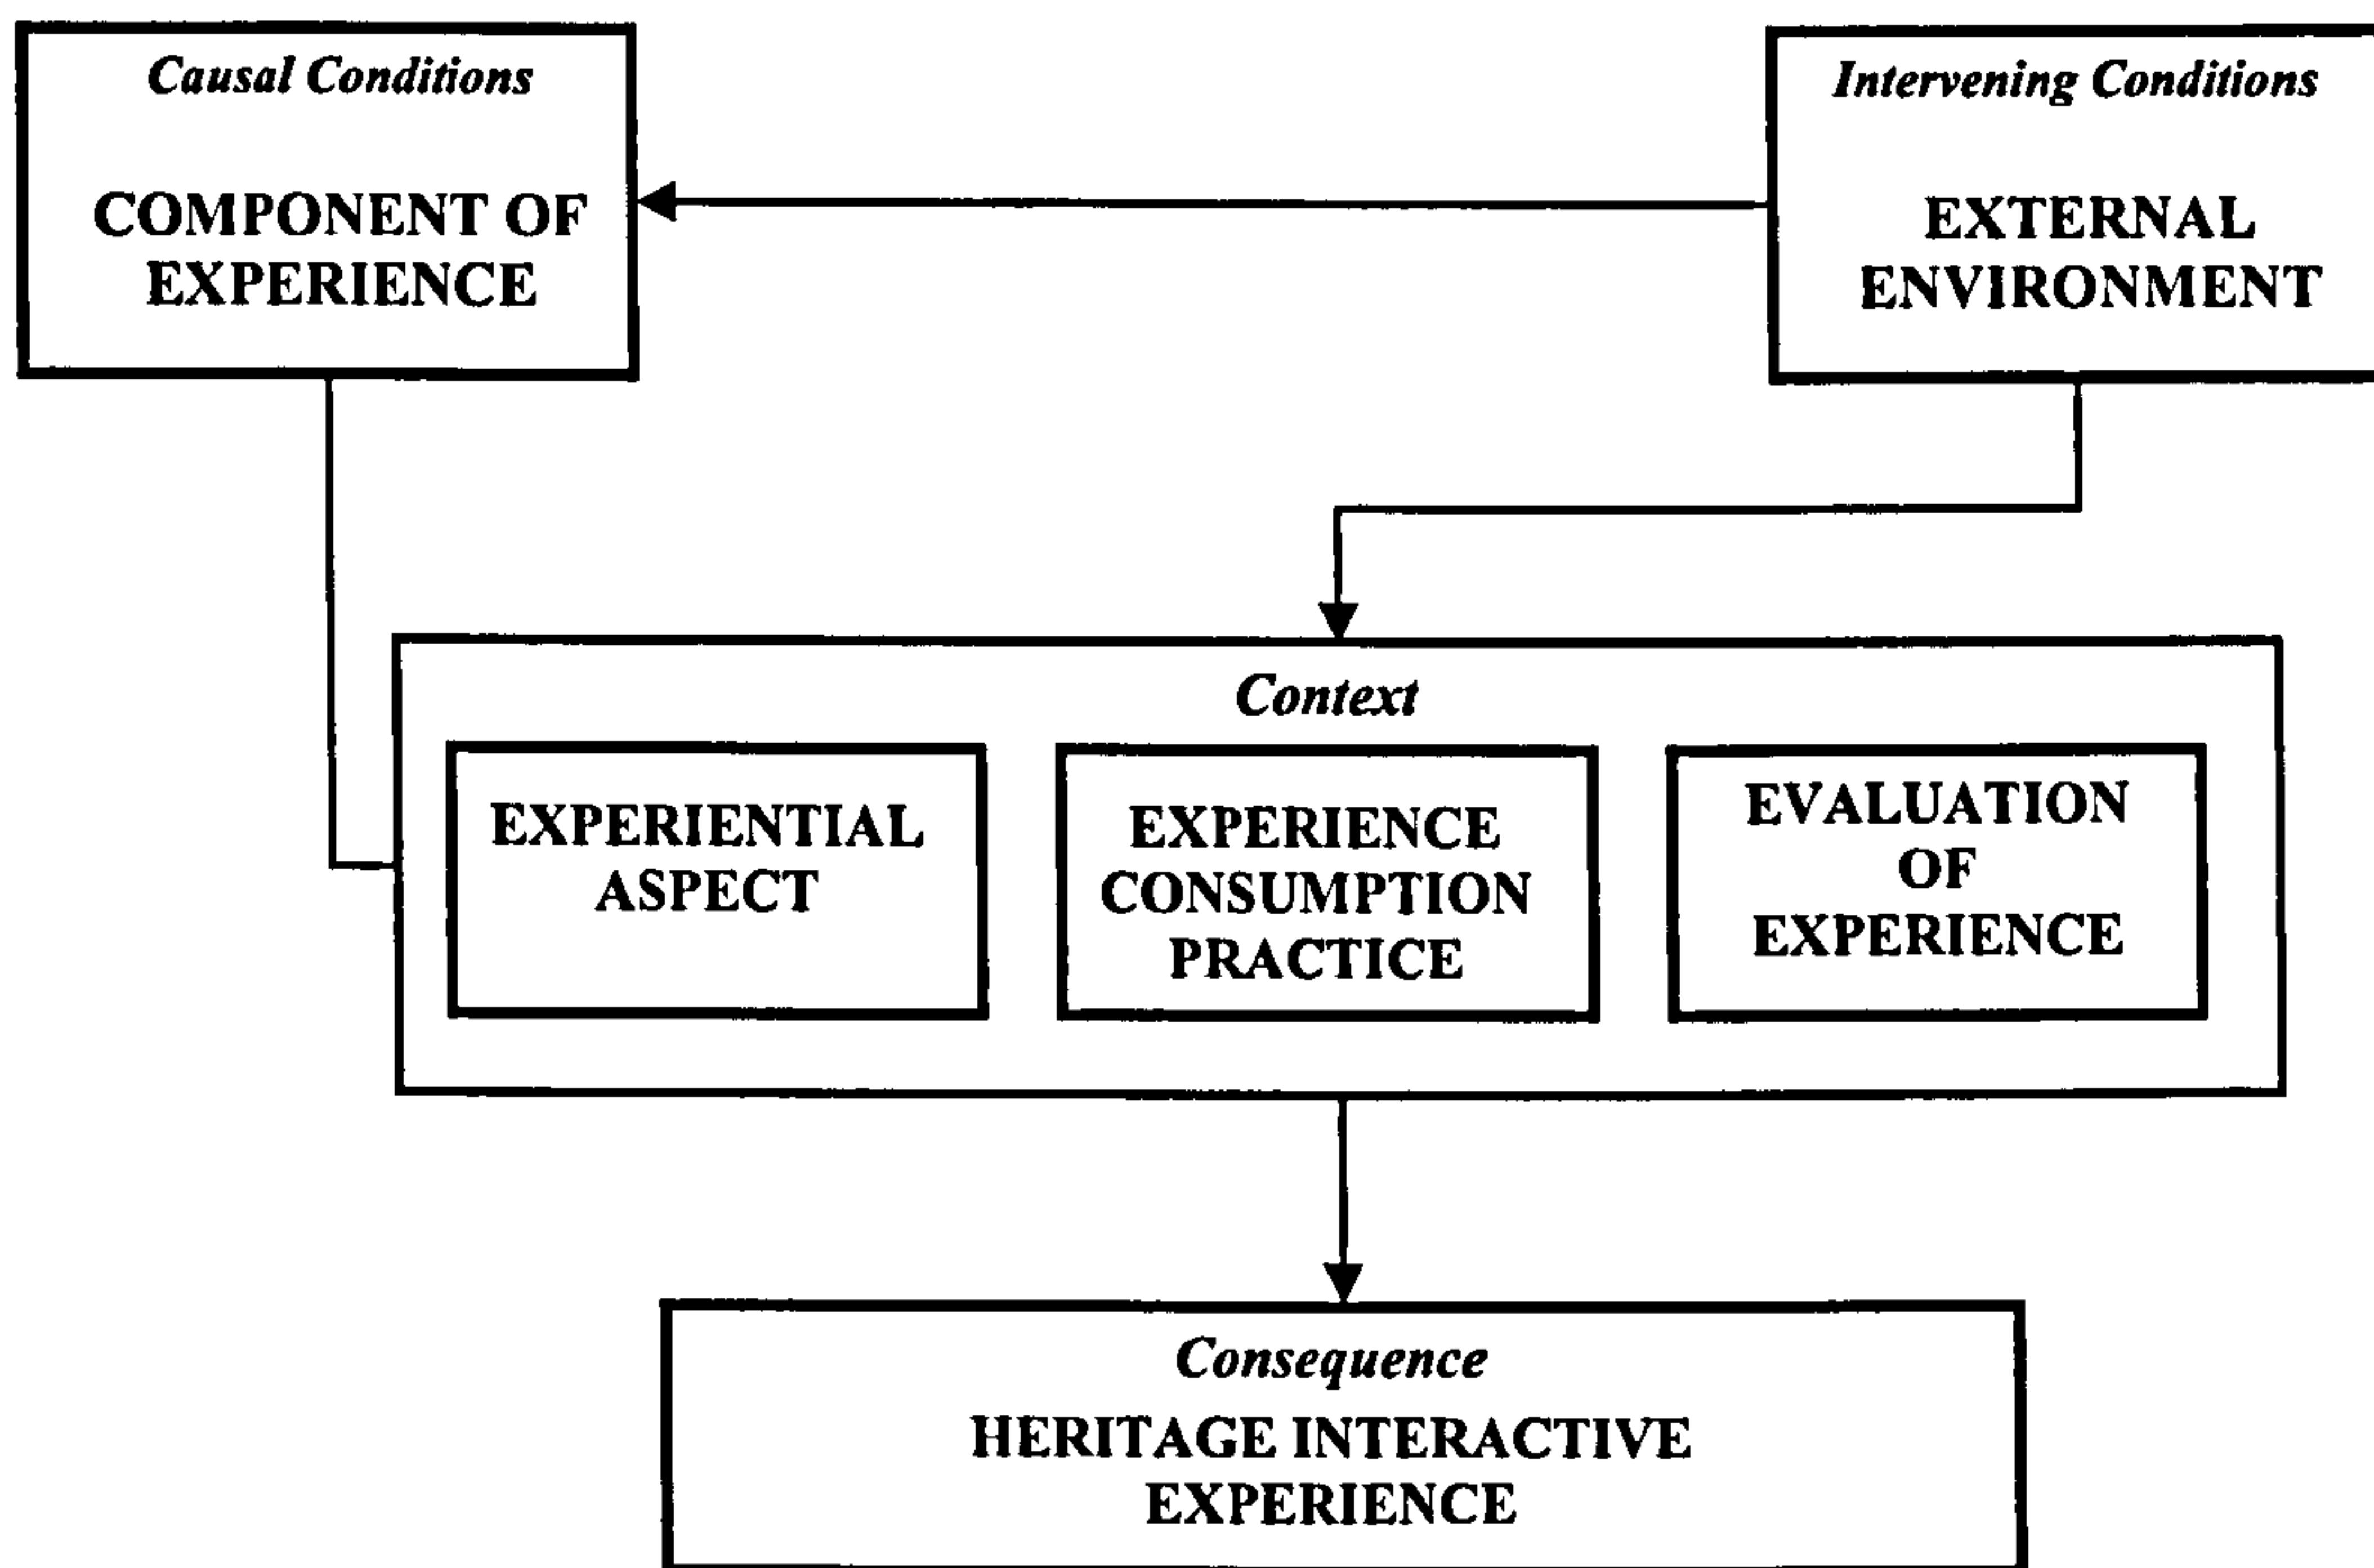 Causal Conditions
COMPONENT OF
EXPERIENCE
Intervening Conditions
EXTERNAL
ENVIRONMENT
Context
EXPERIENTIAL
ASPECT
EXPERIENCE
CONSUMPTION
PRACTICE
EVALUATION
OF
EXPERIENCE
Consequence
HERITAGE INTERACTIVE
EXPERIENCE